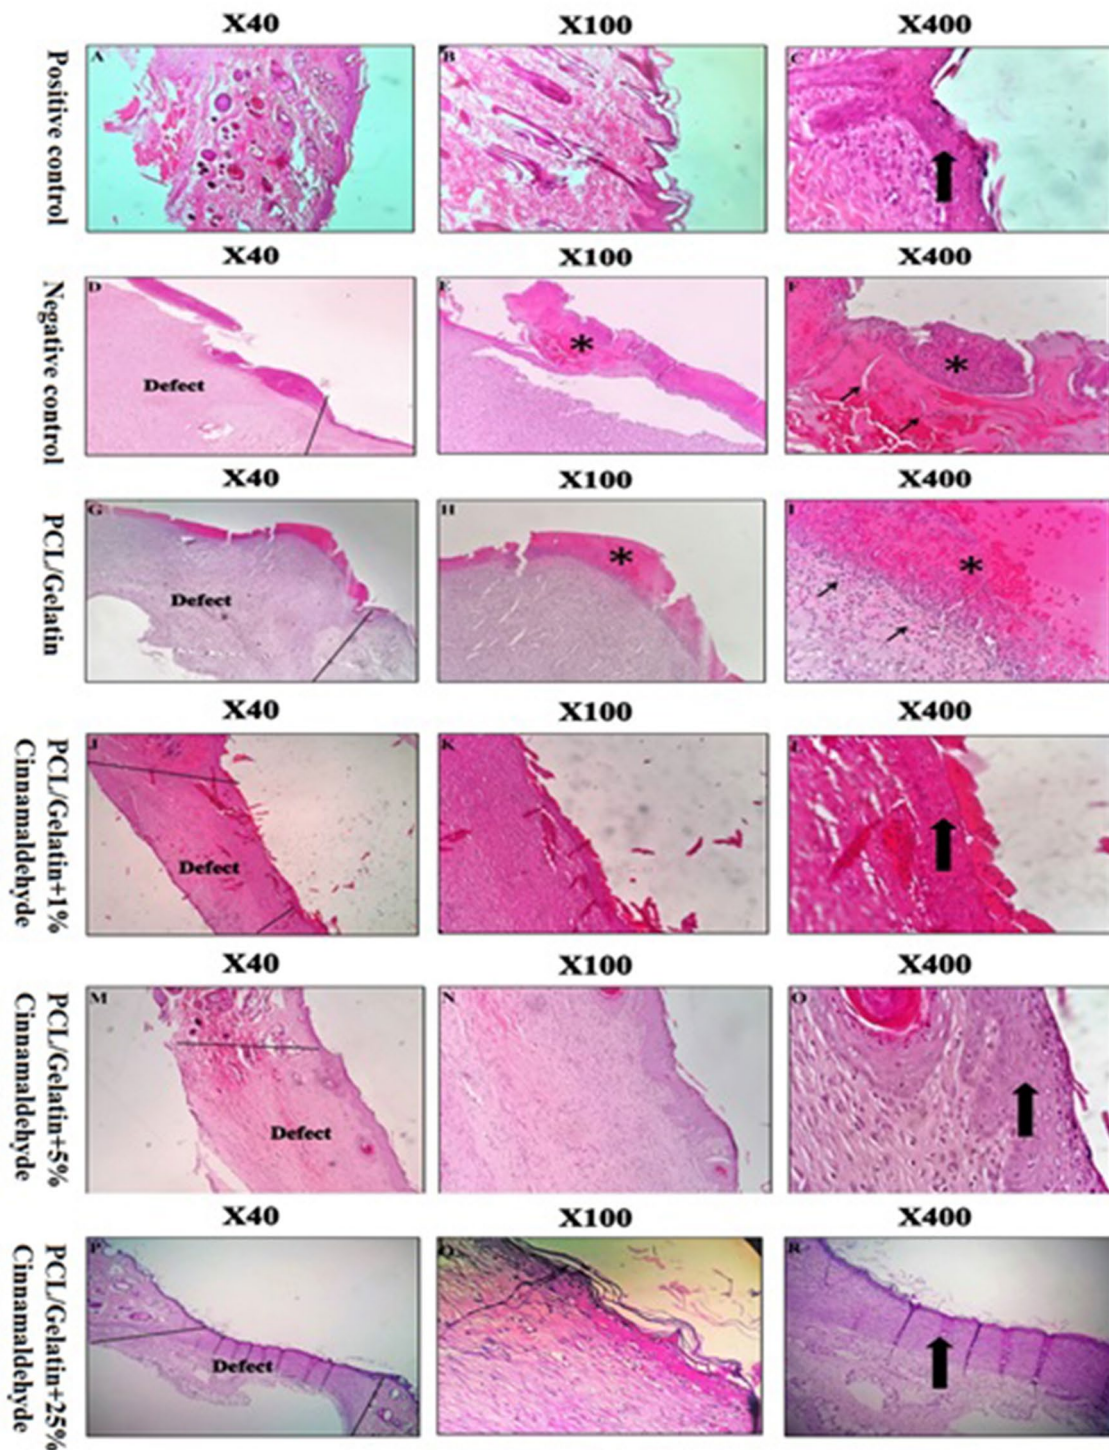 X40 X100 X400
Positive control
A B C
X40 X100 X400
Negative control
D E F
Defect
*
*
X40 X100 X400
PCL/Gelatin
G H I
Defect
*
*
X40 X100 X400
PCL/Gelatin+1%
Cinnamaldehyde
J K L
Defect
X40 X100 X400
PCL/Gelatin+5%
Cinnamaldehyde
M N O
Defect
X40 X100 X400
PCL/Gelatin+25%
Cinnamaldehyde
P Q R
Defect